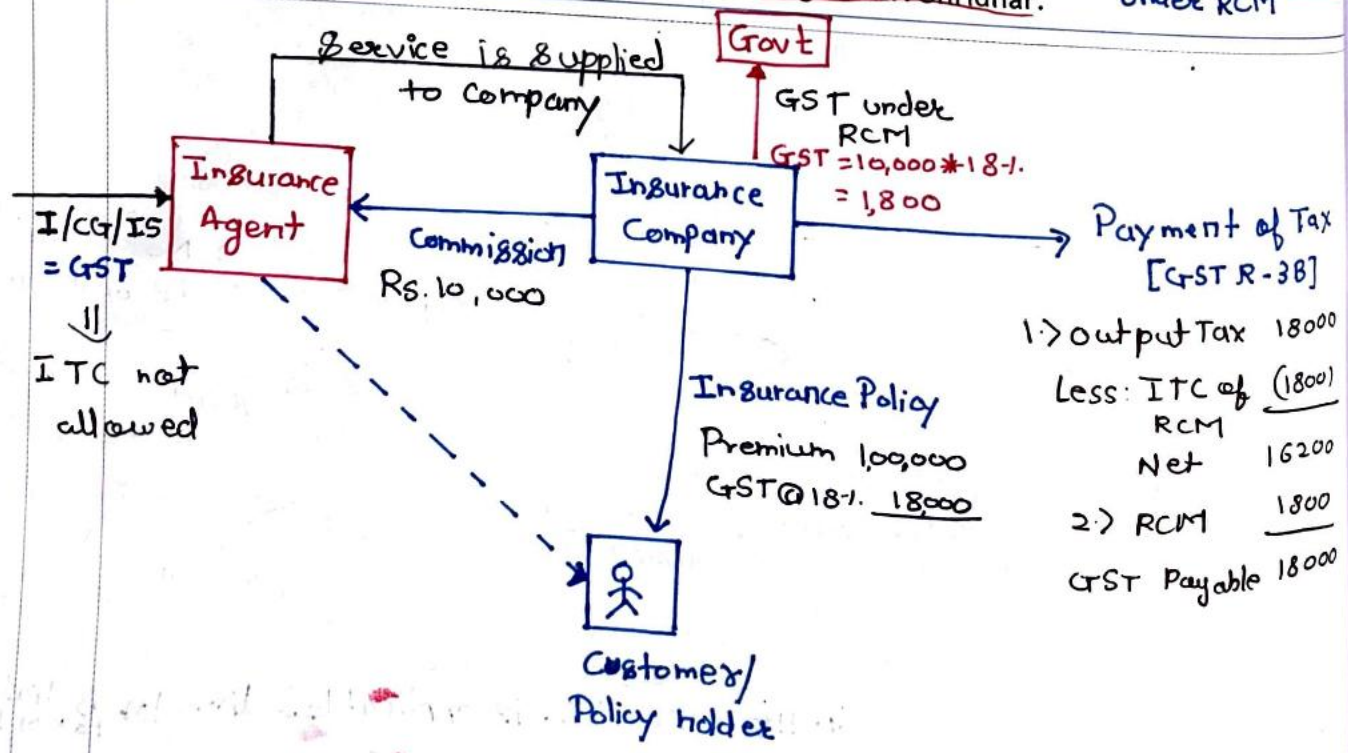 under RCM
Service is supplied
to company
Govt
GST under
RCM
GST = 10,000*18%.
= 1,800
Insurance
Agent
Insurance
Company
I/CG/IS
= GST
ITC not
allowed
Commission
Rs. 10,000
Payment of Tax
[GSTR-3B]
1.> output Tax 18000
Less: ITC of (1800)
RCM
Net 16200
2.> RCM 1800
GST Payable 18000
Insurance Policy
Premium 1,00,000
GST@18%. 18,000
Customer/
Policy holder